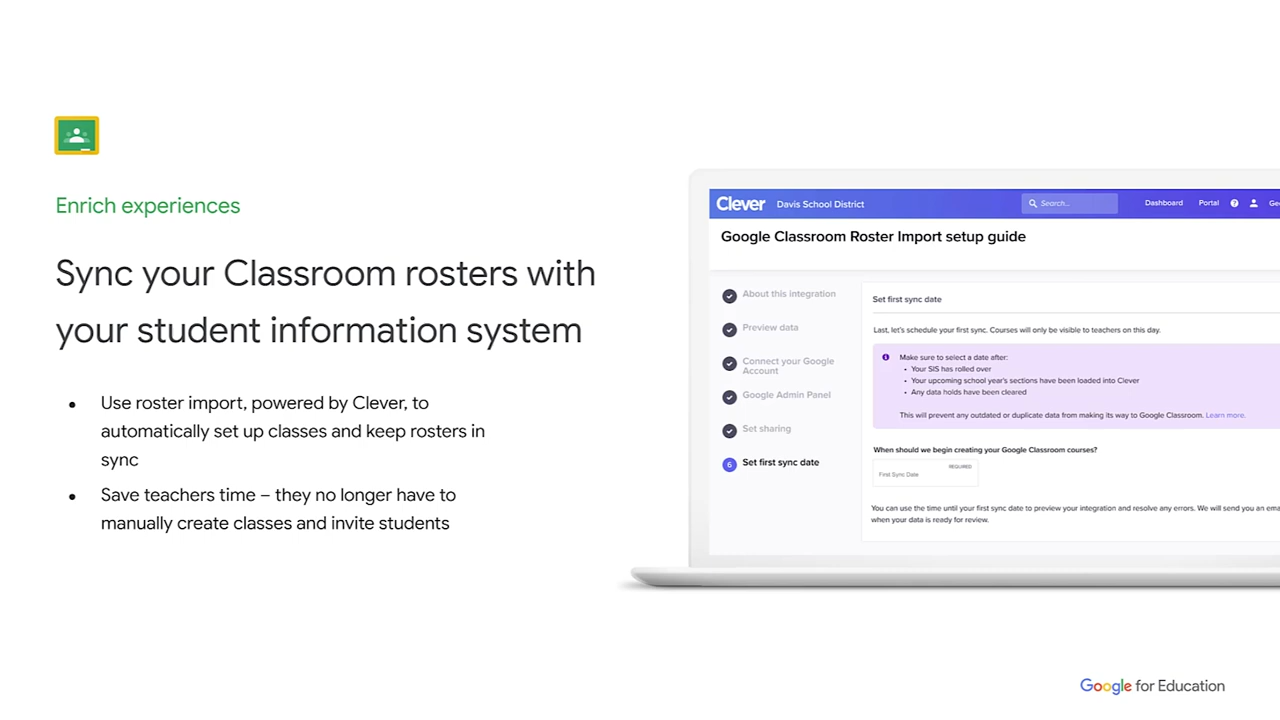 Enrich experiences
Sync your Classroom rosters with
your student information system
• Use roster import, powered by Clever, to
automatically set up classes and keep rosters in
sync
• Save teachers time – they no longer have to
manually create classes and invite students
Clever Davis School District Search... Dashboard Portal ?
Google Classroom Roster Import setup guide
About this integration
Preview data
Connect your Google
Account
Google Admin Panel
Set sharing
6 Set first sync date
Set first sync date
Last, let's schedule your first sync. Courses will only be visible to teachers on this day.
Make sure to select a date after:
• Your SIS has rolled over
• Your upcoming school year's sections have been loaded into Clever
• Any data holds have been cleared
This will prevent any outdated or duplicate data from making its way to Google Classroom. Learn more.
When should we begin creating your Google Classroom courses?
REQUIRED
First Sync Date
You can use the time until your first sync date to preview your integration and resolve any errors. We will send you an ema
when your data is ready for review.
Google for Education